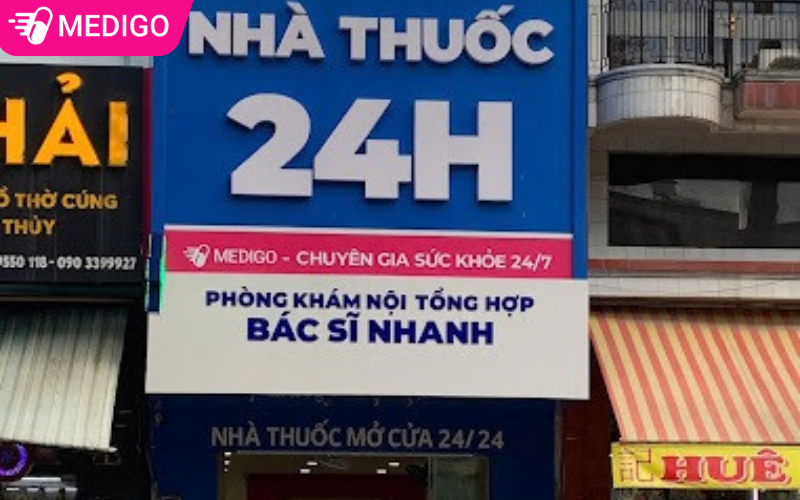 MEDIGO
NHÀ THUỐC
24H
MEDIGO - CHUYÊN GIA SỨC KHỎE 24/7
PHÒNG KHÁM NỘI TỔNG HỢP
BÁC SĨ NHANH
NHÀ THUỐC MỞ CỬA 24/24
HẢI
THỜ CÚNG
THỦY
550 118 - 090 3399927
HUÊ